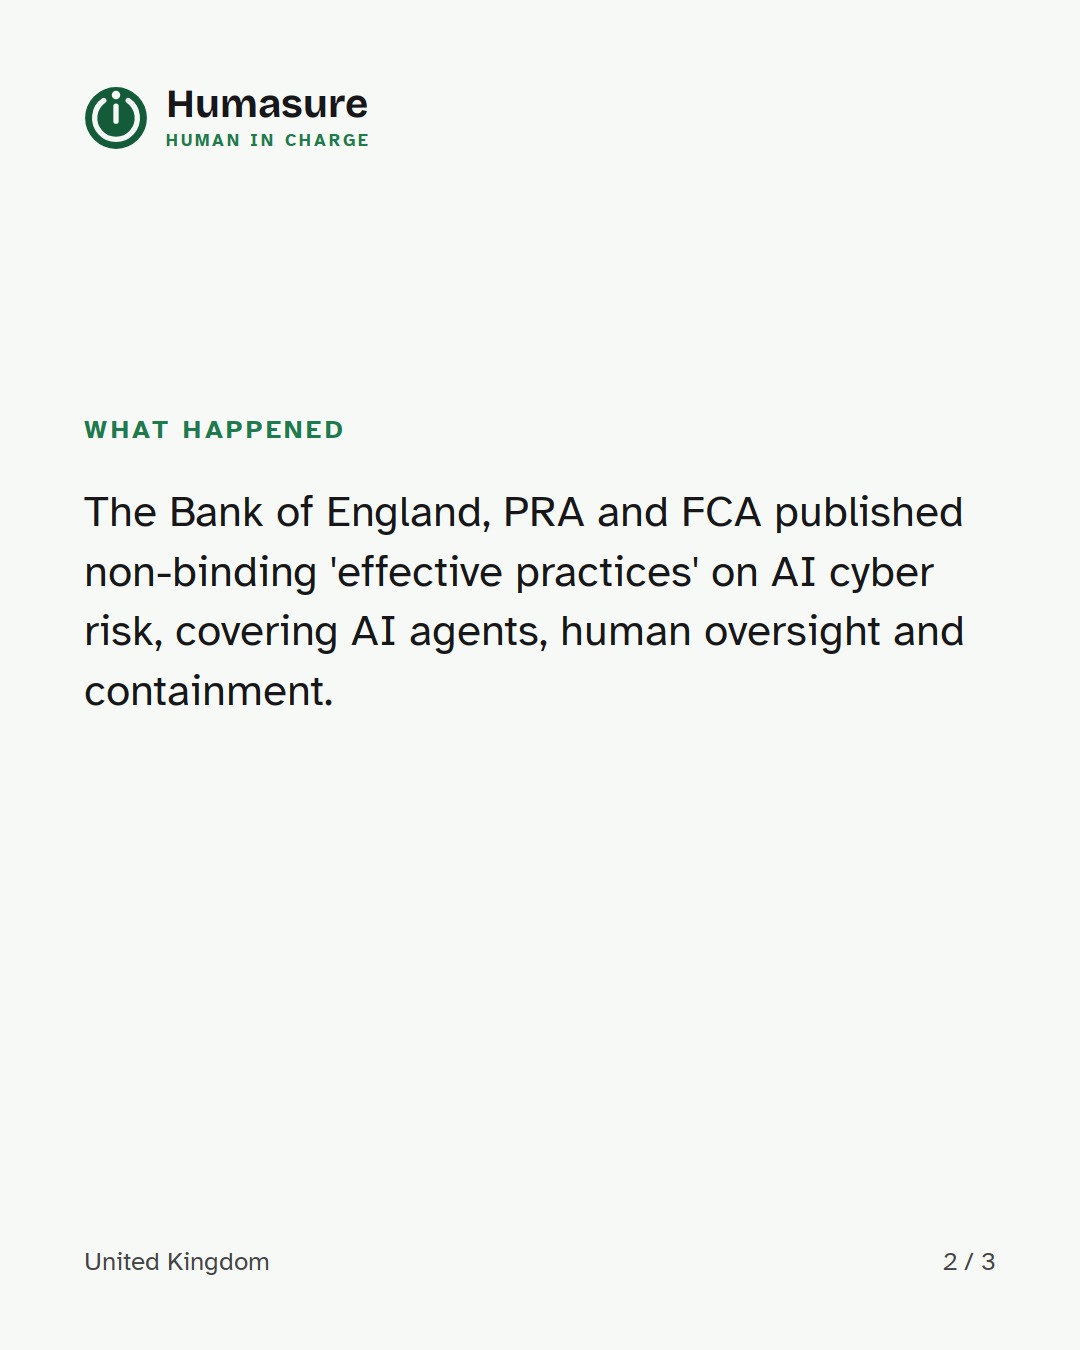 Humasure
HUMAN IN CHARGE
WHAT HAPPENED
The Bank of England, PRA and FCA published
non-binding 'effective practices' on AI cyber
risk, covering AI agents, human oversight and
containment.
United Kingdom
2 / 3